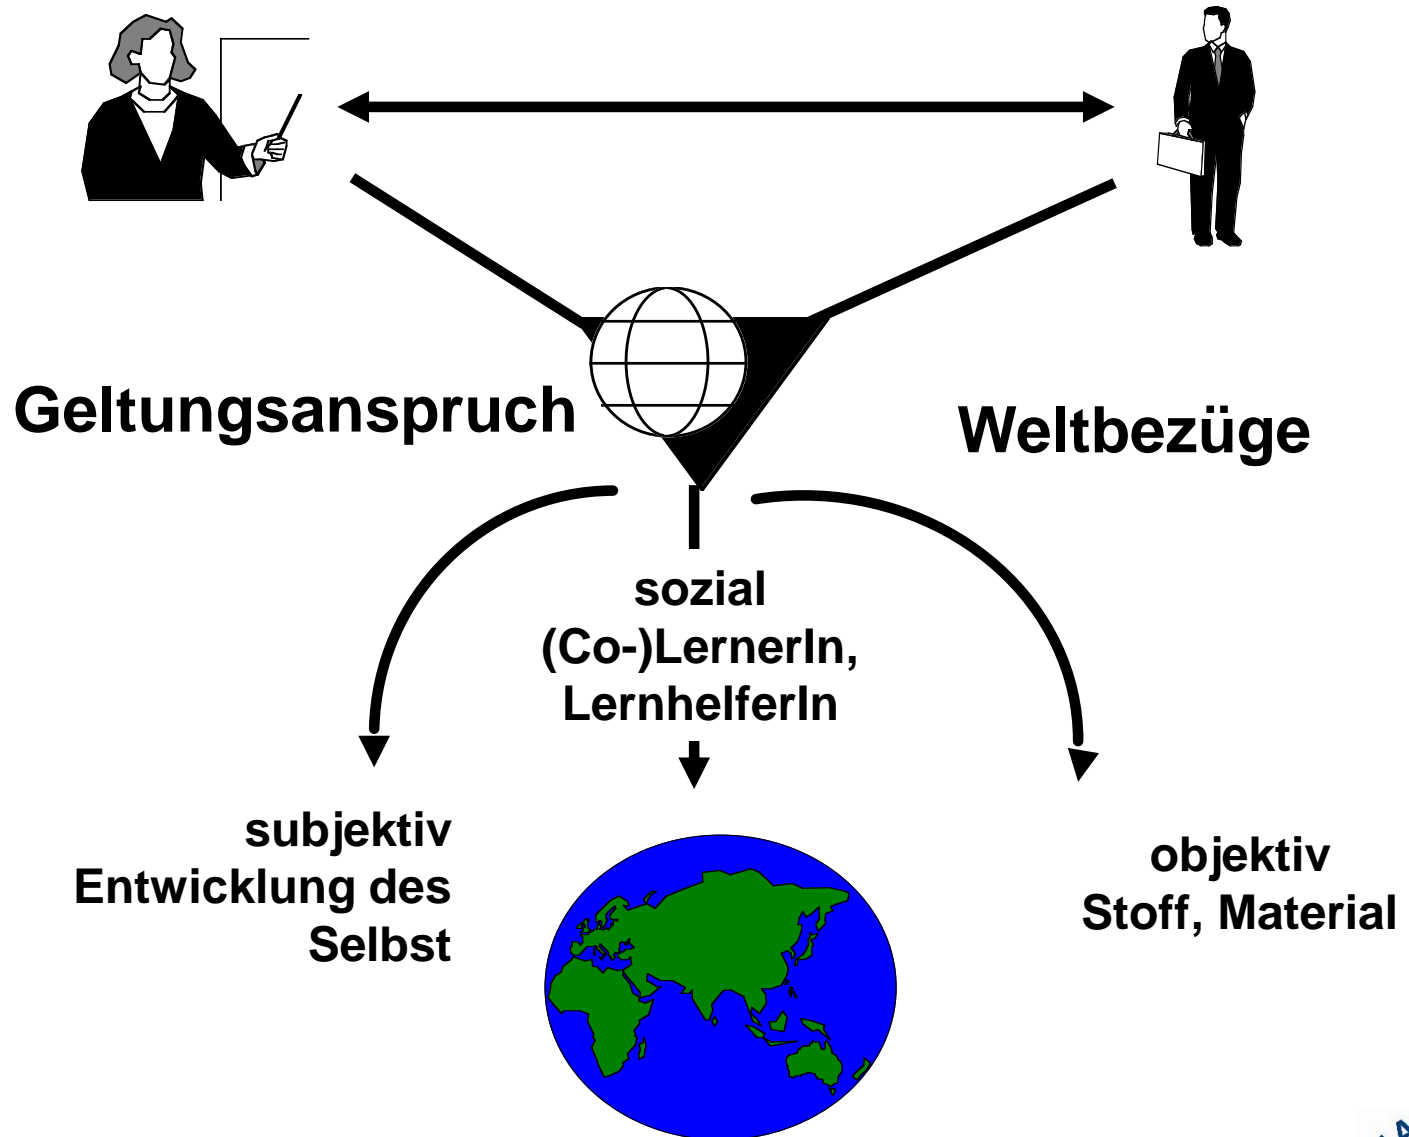 Geltungsanspruch
Weltbezüge
sozial
(Co-)LernerIn,
LernhelferIn
subjektiv
Entwicklung des
Selbst
objektiv
Stoff, Material